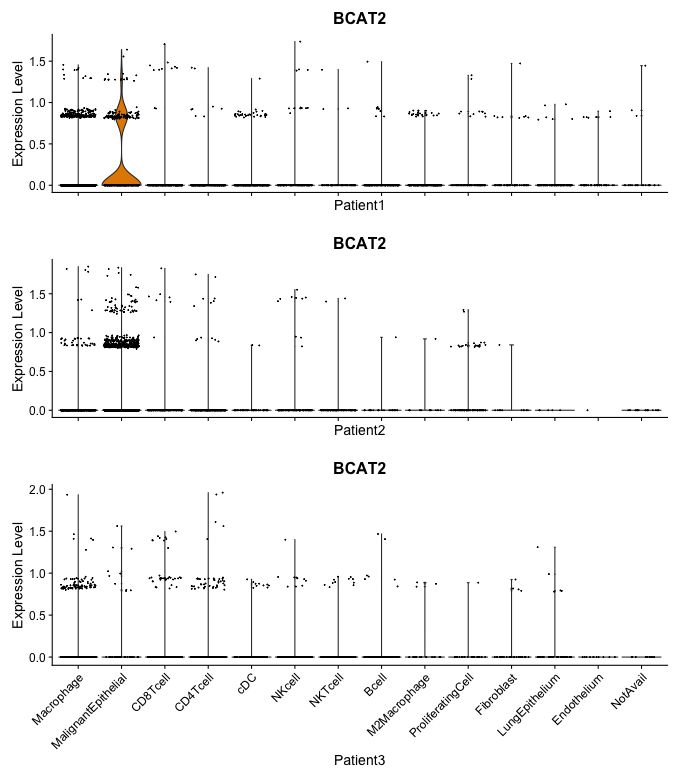 BCAT2
Expression Level
1.5
1.0
0.5
0.0
Patient1
BCAT2
Expression Level
1.5
1.0
0.5
0.0
Patient2
BCAT2
Expression Level
2.0
1.5
1.0
0.5
0.0
Macrophage
MalignantEpithelial
CD8Tcell
CD4Tcell
cDC
NKcell
NKTcell
Bcell
M2Macrophage
ProliferatingCell
Fibroblast
LungEpithelium
Endothelium
NotAvail
Patient3